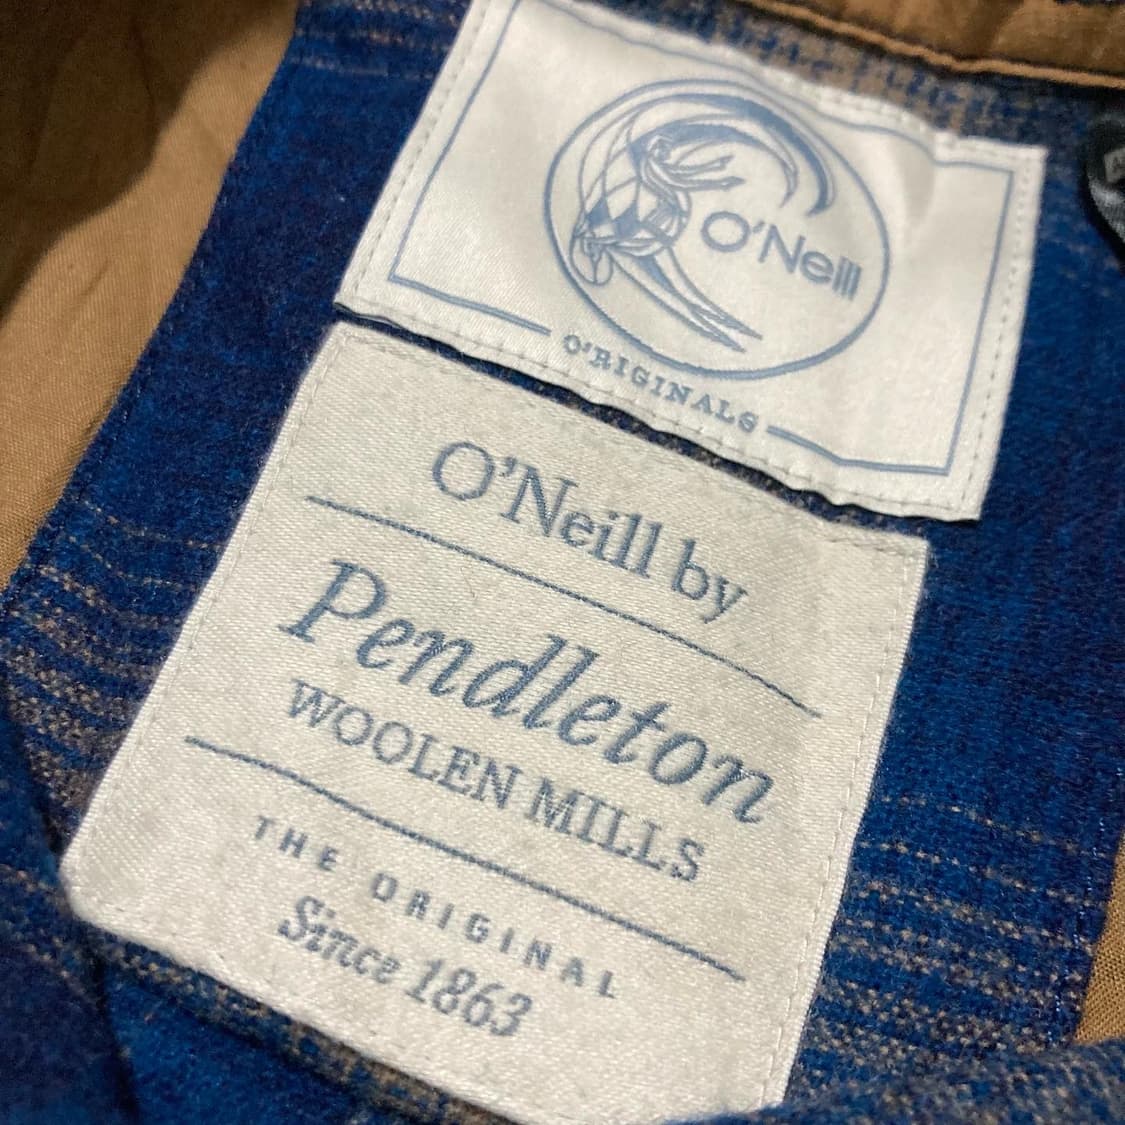 O'Neill
O'RIGINALS
O'Neill by
Pendleton
WOOLEN MILLS
THE ORIGINAL
Since 1863